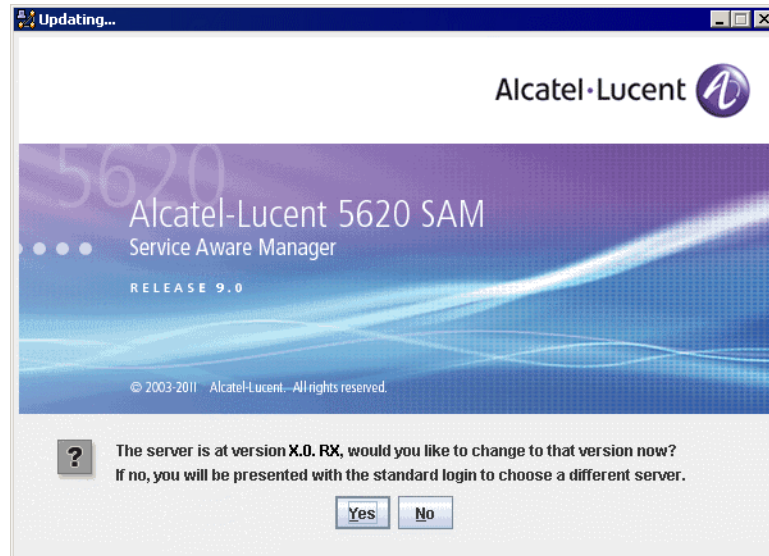 Updating...
Alcatel·Lucent
5620
Alcatel-Lucent 5620 SAM
Service Aware Manager
RELEASE 9.0
© 2003-2011 Alcatel-Lucent. All rights reserved.
?
The server is at version X.0. RX, would you like to change to that version now?
If no, you will be presented with the standard login to choose a different server.
Yes No